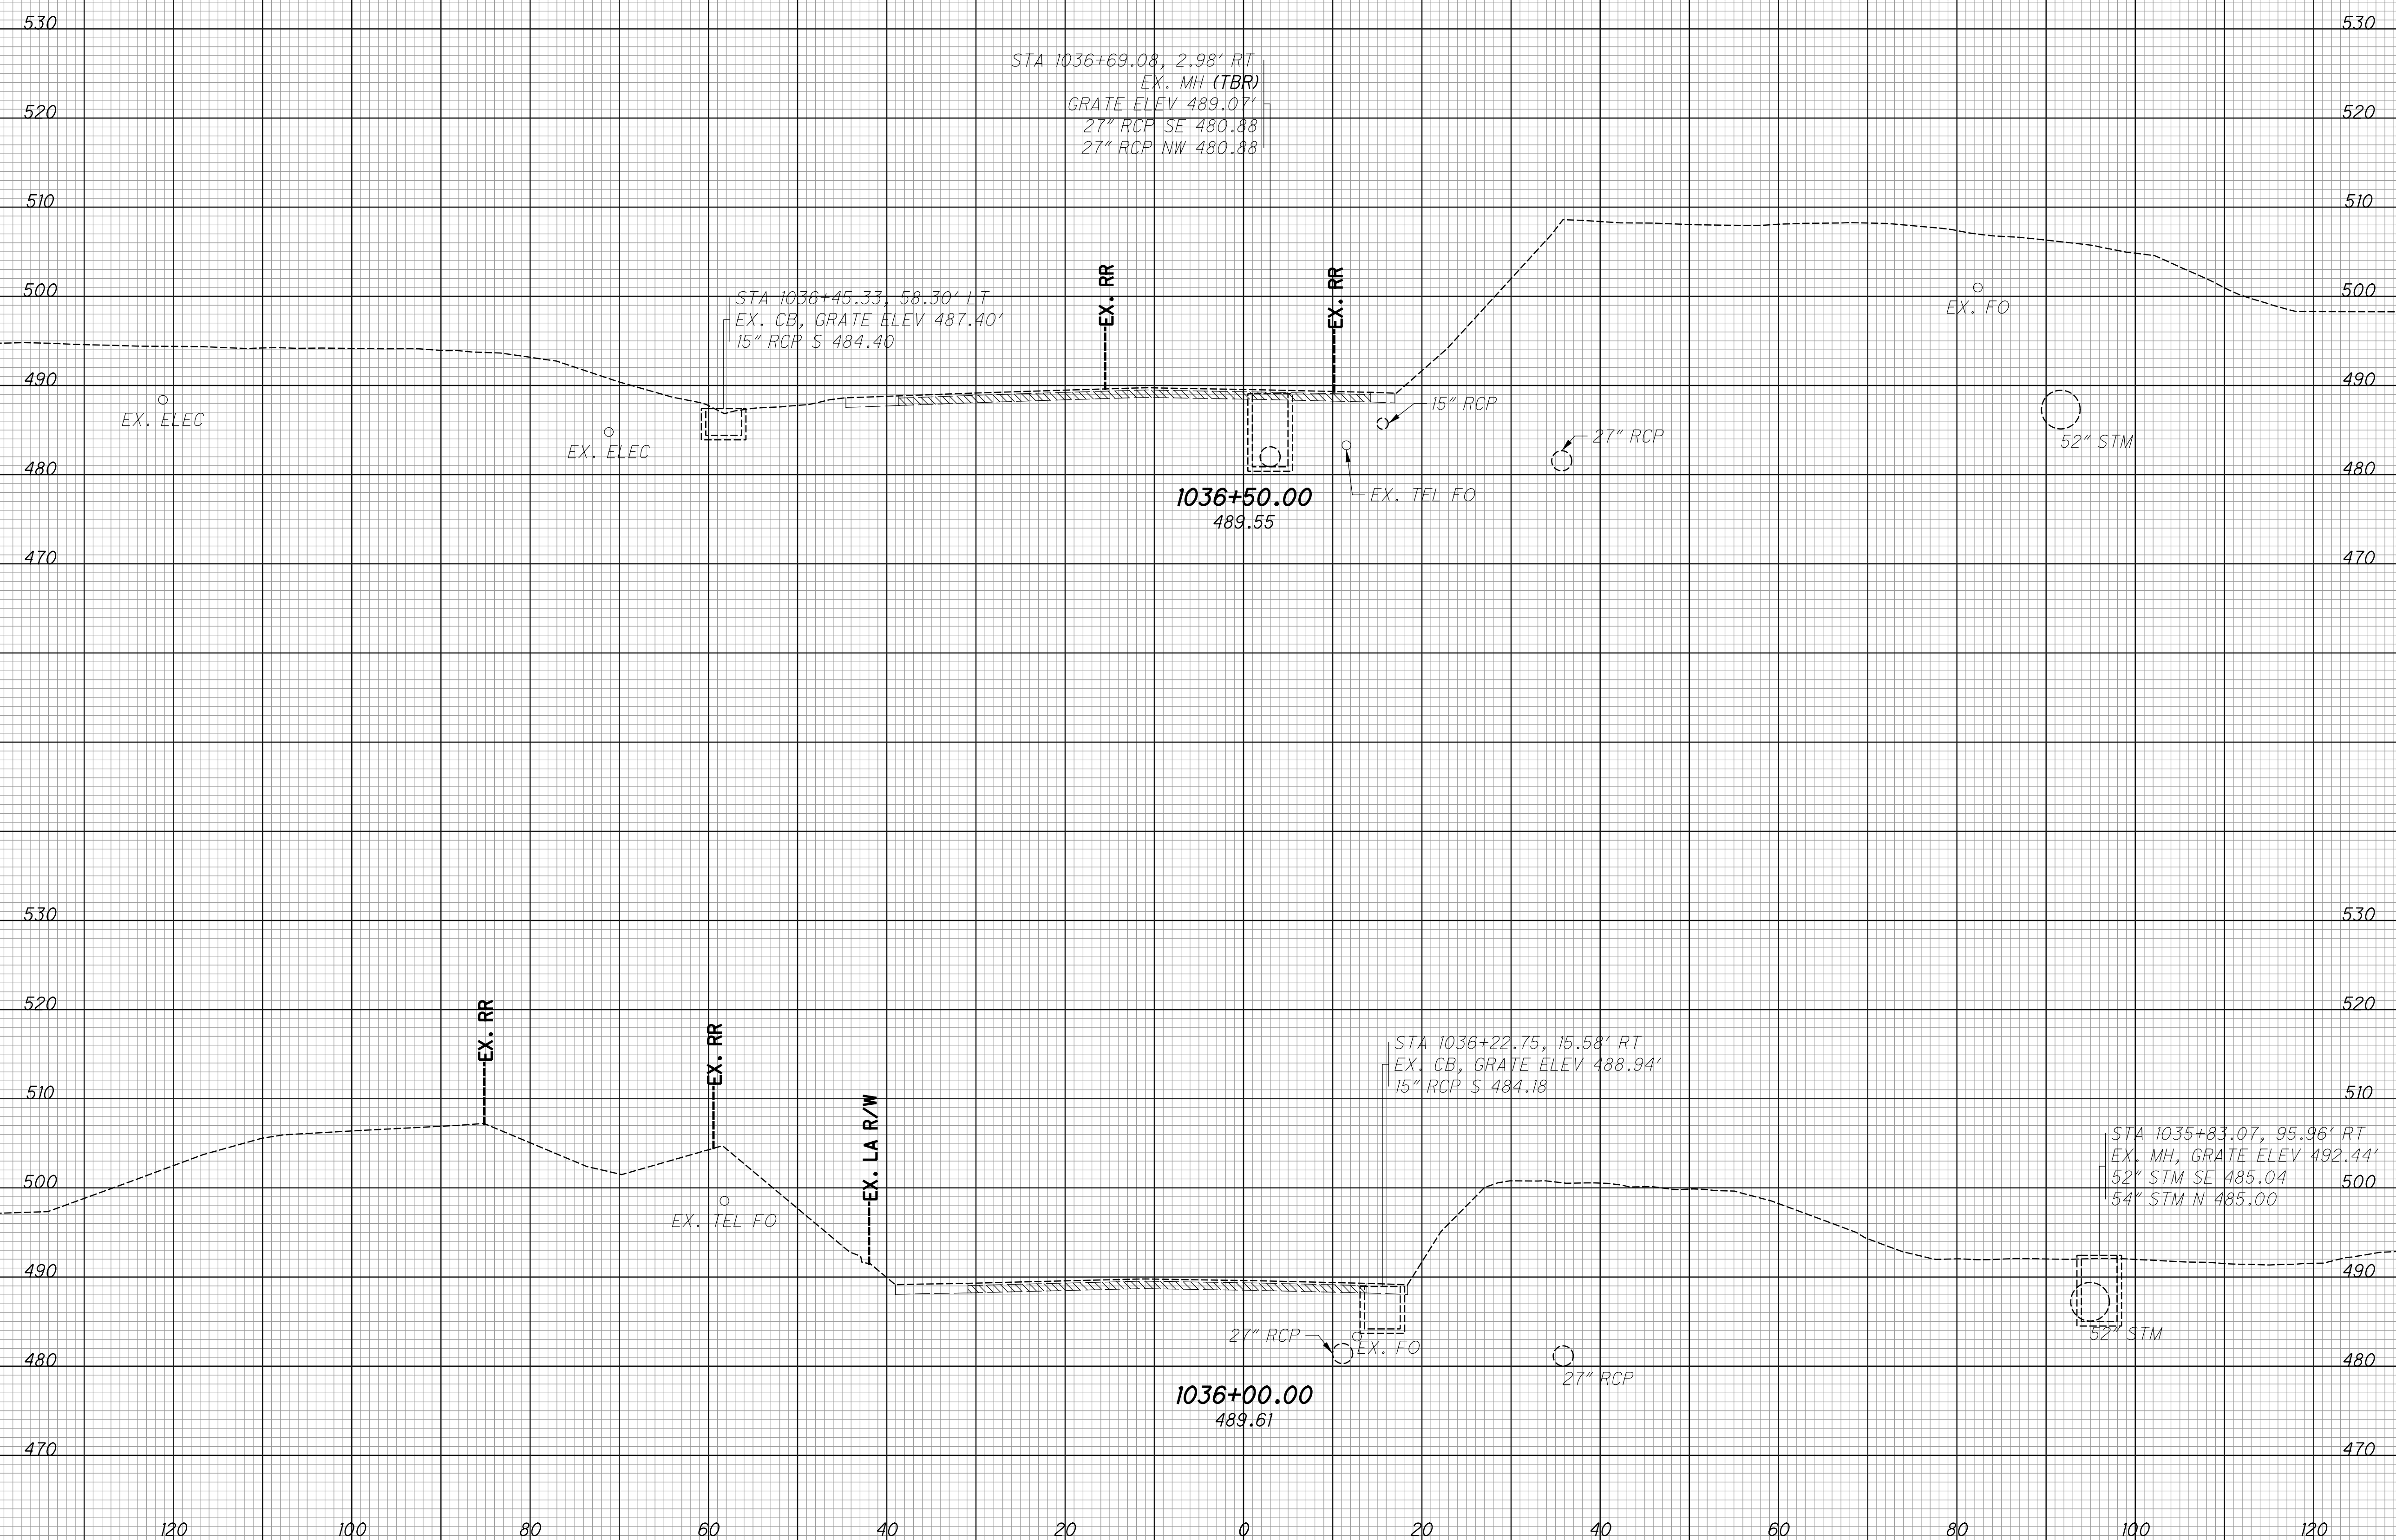 530
530
STA 1036+69.08, 2.98' RT
EX. MH (TBR)
GRATE ELEV 489.07'
27" RCP SE 480.88
27" RCP NW 480.88
520
520
510
510
EX. RR
EX. RR
500
500
STA 1036+45.33, 58.30' LT
EX. CB, GRATE ELEV 487.40'
15" RCP S 484.40
EX. FO
490
490
EX. ELEC
EX. ELEC
15" RCP
27" RCP
52" STM
480
480
EX. TEL FO
1036+50.00
489.55
470
470
530
530
520
520
EX. RR
EX. RR
EX. LA R/W
STA 1036+22.75, 15.58' RT
EX. CB, GRATE ELEV 488.94'
15" RCP S 484.18
510
510
STA 1035+83.07, 95.96' RT
EX. MH, GRATE ELEV 492.44'
52" STM SE 485.04
54" STM N 485.00
500
500
EX. TEL FO
490
490
27" RCP
EX. FO
52" STM
480
480
27" RCP
1036+00.00
489.61
470
470
120 100 80 60 40 20 0 20 40 60 80 100 120